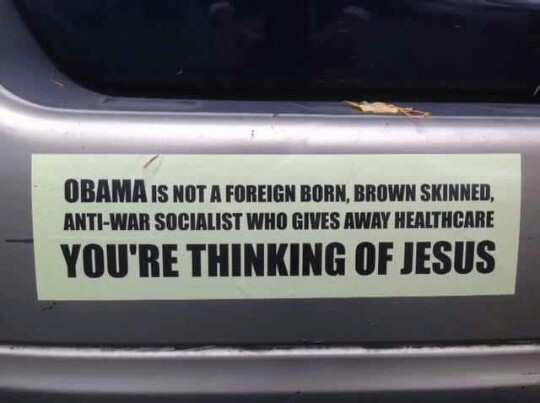 OBAMA IS NOT A FOREIGN BORN, BROWN SKINNED,
ANTI-WAR SOCIALIST WHO GIVES AWAY HEALTHCARE
YOU'RE THINKING OF JESUS